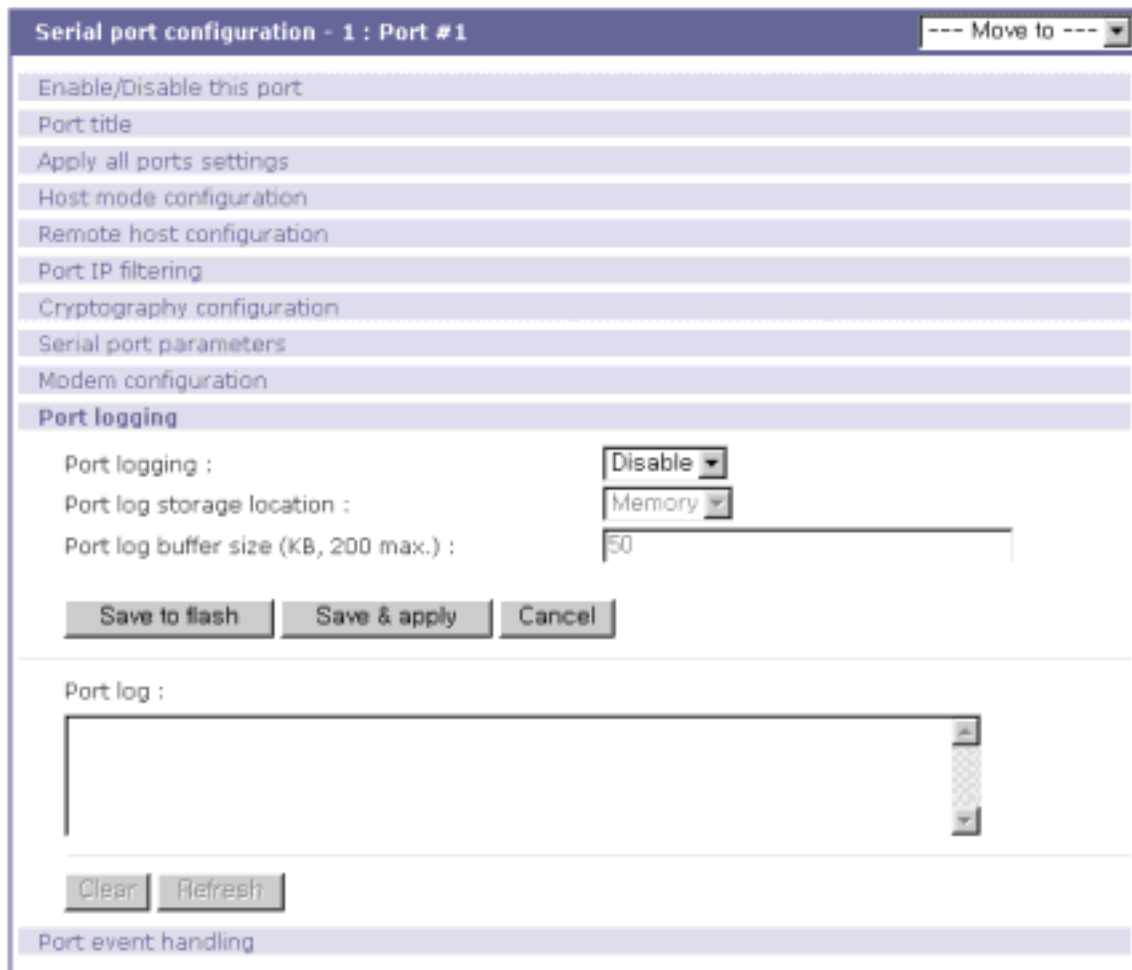 Serial port configuration - 1 : Port #1 --- Move to ---
Enable/Disable this port
Port title
Apply all ports settings
Host mode configuration
Remote host configuration
Port IP filtering
Cryptography configuration
Serial port parameters
Modem configuration
Port logging
Port logging : Disable
Port log storage location : Memory
Port log buffer size (KB, 200 max.) : 50
Save to flash Save & apply Cancel
Port log :
Clear Refresh
Port event handling